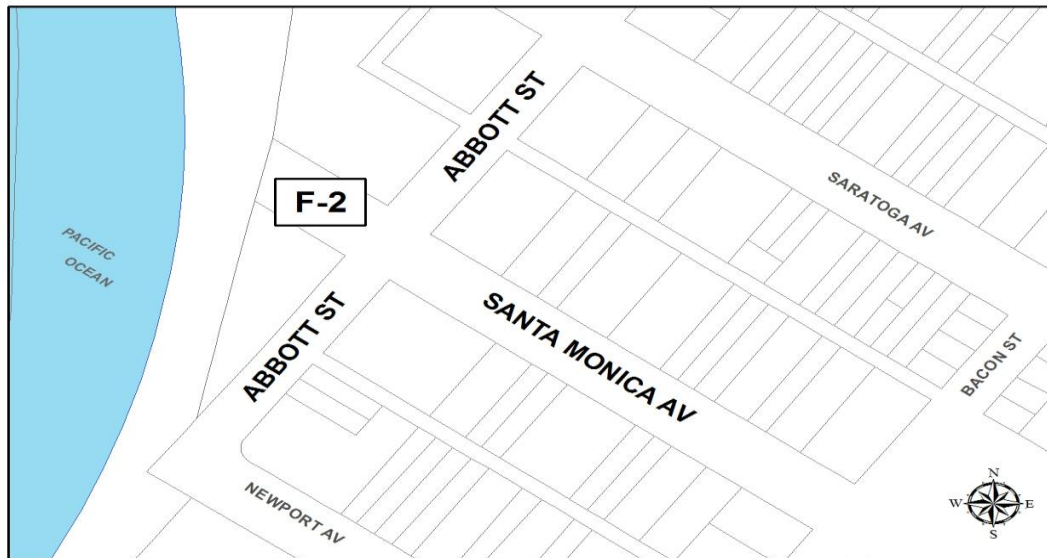 ABBOTT ST
SARATOGA AV
F-2
PACIFIC
OCEAN
ABBOTT ST
SANTA MONICA AV
BACON ST
NEWPORT AV
N
W
E
S